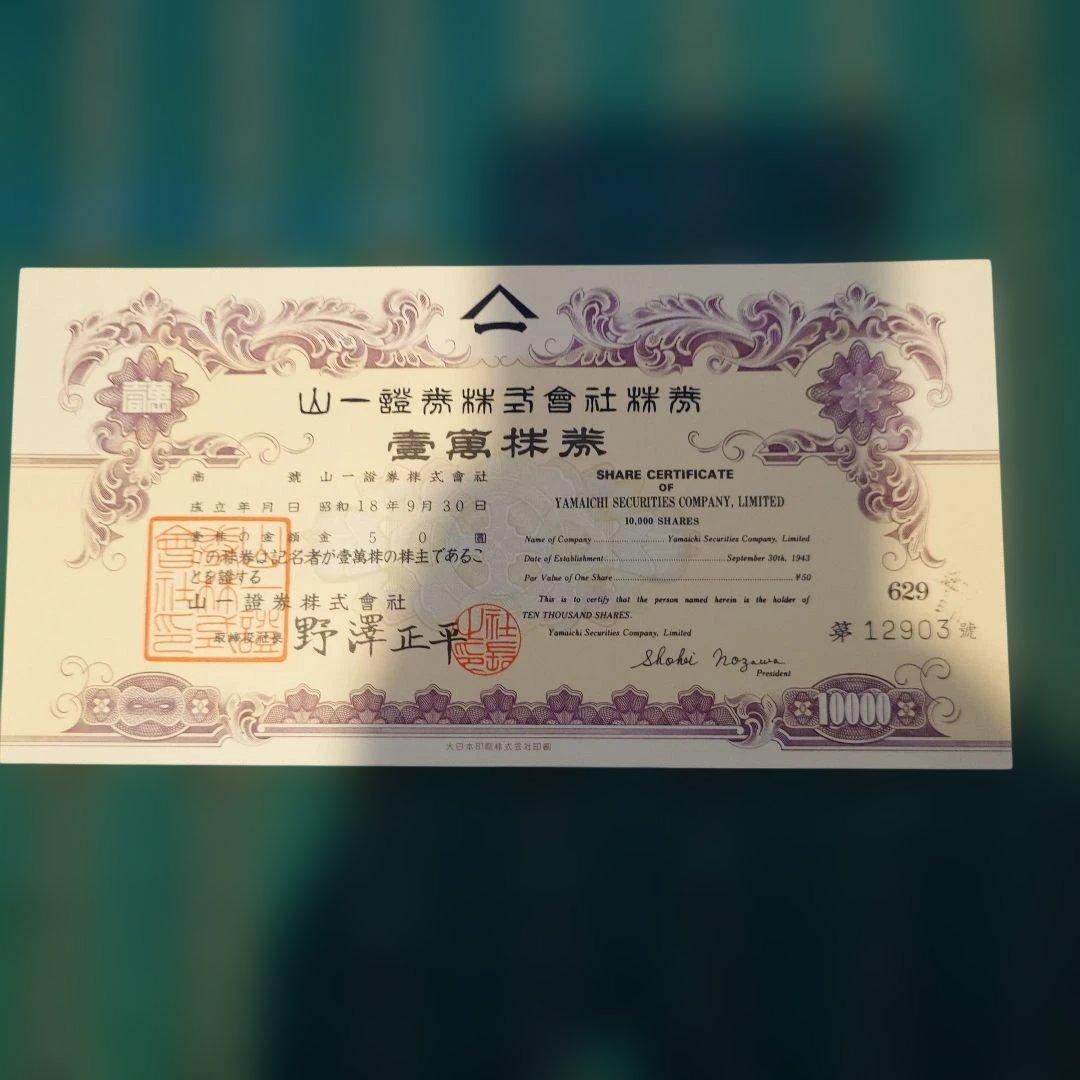 山一證券株式會社株券
壹萬株券
壹萬
商號 山一證券株式會社
成立年月日 昭和18年9月30日
壹株の金額金50圓
この株券は記名者が壹萬株の株主であるこ
とを證する
山一證券株式會社
取締役社長 野澤正平
社長之印
SHARE CERTIFICATE
OF
YAMAICHI SECURITIES COMPANY, LIMITED
10,000 SHARES
Name of Company Yamaichi Securities Company, Limited
Date of Establishment September 30th, 1943
Par Value of One Share ¥50
This is to certify that the person named herein is the holder of
TEN THOUSAND SHARES.
Yamaichi Securities Company, Limited
Shohei Nozawa
President
629
第12903號
10000
大日本印刷株式会社印刷